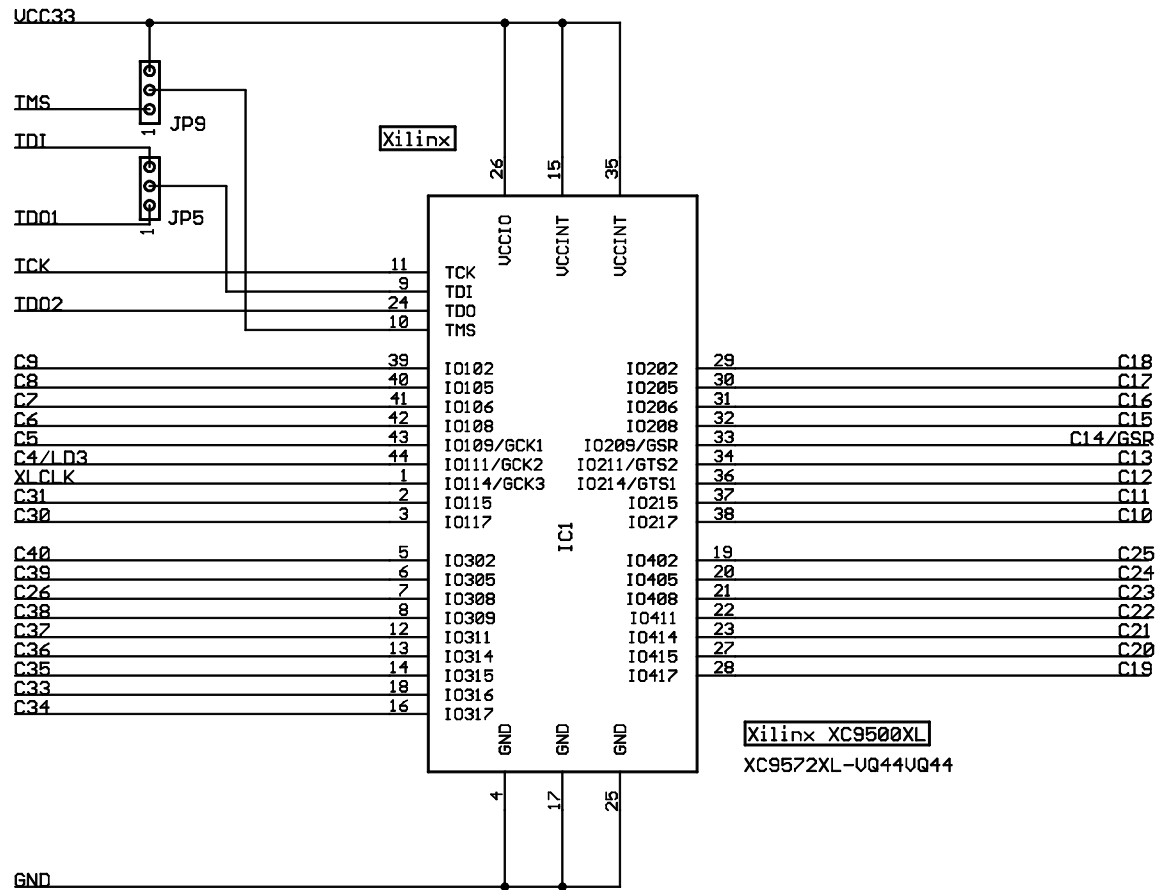 VCC33
TMS
JP9
1
TDI
Xilinx
TDO1
JP5
1
26 15 35
VCCIO VCCINT VCCINT
TCK 11 TCK
9 TDI
TDO2 24 TDO
10 TMS
C9 39 IO102 IO202 29 C18
C8 40 IO105 IO205 30 C17
C7 41 IO106 IO206 31 C16
C6 42 IO108 IO208 32 C15
C5 43 IO109/GCK1 IO209/GSR 33 C14/GSR
C4/LD3 44 IO111/GCK2 IO211/GTS2 34 C13
XLCLK 1 IO114/GCK3 IO214/GTS1 36 C12
C31 2 IO115 IO215 37 C11
C30 3 IO117 IO217 38 C10
IC1
C40 5 IO302 IO402 19 C25
C39 6 IO305 IO405 20 C24
C26 7 IO308 IO408 21 C23
C38 8 IO309 IO411 22 C22
C37 12 IO311 IO414 23 C21
C36 13 IO314 IO415 27 C20
C35 14 IO315 IO417 28 C19
C33 18 IO316
C34 16 IO317
GND GND GND
Xilinx XC9500XL
XC9572XL-VQ44VQ44
4 17 25
GND